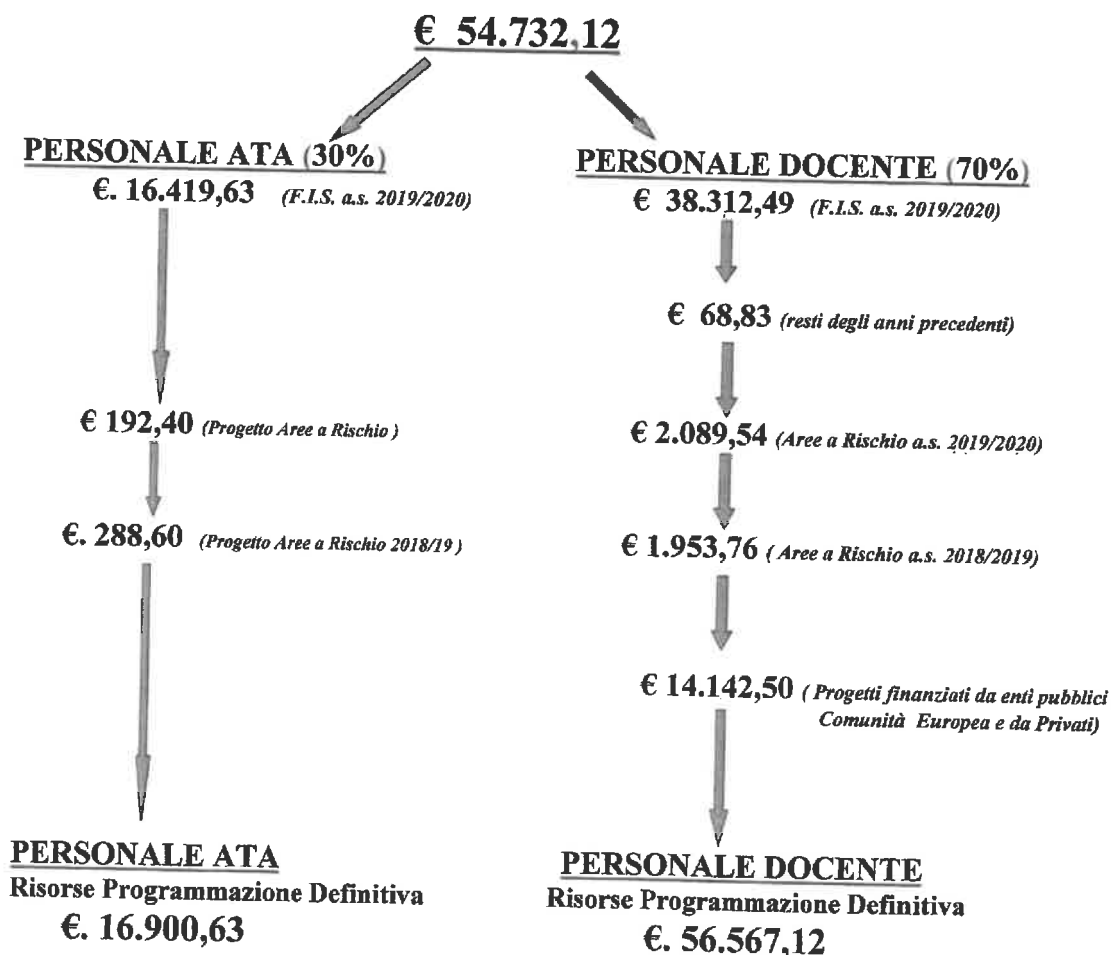 € 54.732,12
PERSONALE ATA (30%)
€. 16.419,63 (F.I.S. a.s. 2019/2020)
€ 192,40 (Progetto Aree a Rischio )
€. 288,60 (Progetto Aree a Rischio 2018/19 )
PERSONALE ATA
Risorse Programmazione Definitiva
€. 16.900,63
PERSONALE DOCENTE (70%)
€ 38.312,49 (F.I.S. a.s. 2019/2020)
€ 68,83 (resti degli anni precedenti)
€ 2.089,54 (Aree a Rischio a.s. 2019/2020)
€ 1.953,76 ( Aree a Rischio a.s. 2018/2019)
€ 14.142,50 ( Progetti finanziati da enti pubblici
Comunità Europea e da Privati)
PERSONALE DOCENTE
Risorse Programmazione Definitiva
€. 56.567,12